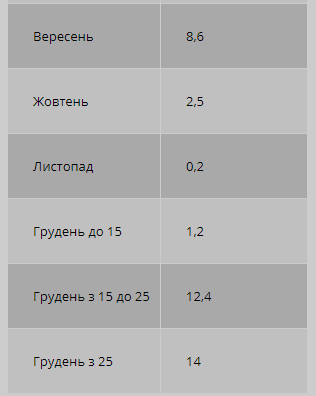 Вересень 8,6
Жовтень 2,5
Листопад 0,2
Грудень до 15 1,2
Грудень з 15 до 25 12,4
Грудень з 25 14